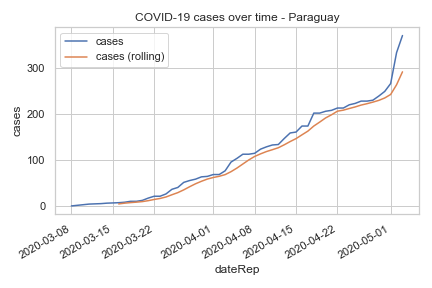 COVID-19 cases over time - Paraguay
cases
cases (rolling)
cases
300
200
100
0
2020-03-08
2020-03-15
2020-03-22
2020-04-01
2020-04-08
2020-04-15
2020-04-22
2020-05-01
dateRep